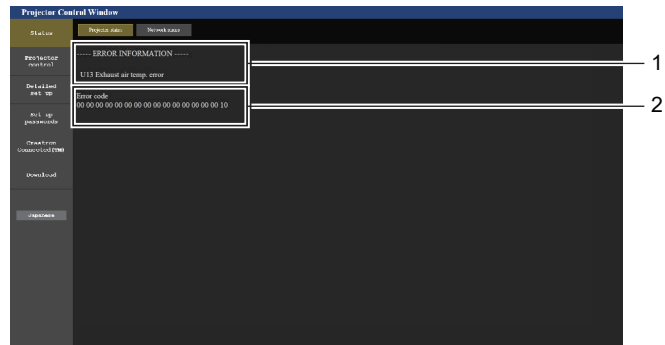 Projector Control Window
Status
Projector status
Network status
Projector
control
Detailed
set up
Set up
passwords
Crestron
Connected(TM)
Download
Japanese
----- ERROR INFORMATION -----
U13 Exhaust air temp. error
Error code
00 00 00 00 00 00 00 00 00 00 00 00 00 00 00 10
1
2